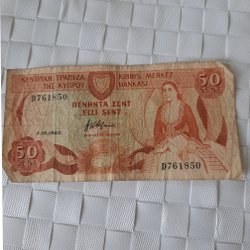 ΚΕΝΤΡΙΚΗ ΤΡΑΠΕΖΑ
ΤΗΣ ΚΥΠΡΟΥ
KIBRIS MERKEZ
BANKASI
50
SENT
D761850
ΠΕΝΗΝΤΑ ΣΕΝΤ
ELLİ SENT
D761850
50
SENT